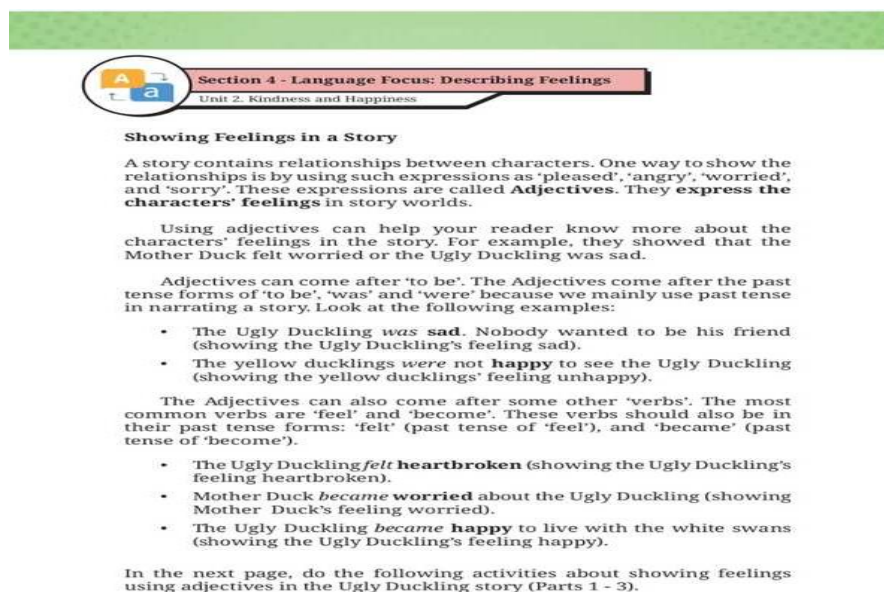 A
a
Section 4 - Language Focus: Describing Feelings
Unit 2. Kindness and Happiness
Showing Feelings in a Story
A story contains relationships between characters. One way to show the
relationships is by using such expressions as ‘pleased’, ‘angry’, ‘worried’,
and ‘sorry’. These expressions are called Adjectives. They express the
characters’ feelings in story worlds.
Using adjectives can help your reader know more about the
characters’ feelings in the story. For example, they showed that the
Mother Duck felt worried or the Ugly Duckling was sad.
Adjectives can come after ‘to be’. The Adjectives come after the past
tense forms of ‘to be’, ‘was’ and ‘were’ because we mainly use past tense
in narrating a story. Look at the following examples:
• The Ugly Duckling was sad. Nobody wanted to be his friend
(showing the Ugly Duckling’s feeling sad).
• The yellow ducklings were not happy to see the Ugly Duckling
(showing the yellow ducklings’ feeling unhappy).
The Adjectives can also come after some other ‘verbs’. The most
common verbs are ‘feel’ and ‘become’. These verbs should also be in
their past tense forms: ‘felt’ (past tense of ‘feel’), and ‘became’ (past
tense of ‘become’).
• The Ugly Duckling felt heartbroken (showing the Ugly Duckling’s
feeling heartbroken).
• Mother Duck became worried about the Ugly Duckling (showing
Mother Duck’s feeling worried).
• The Ugly Duckling became happy to live with the white swans
(showing the Ugly Duckling’s feeling happy).
In the next page, do the following activities about showing feelings
using adjectives in the Ugly Duckling story (Parts 1 - 3).